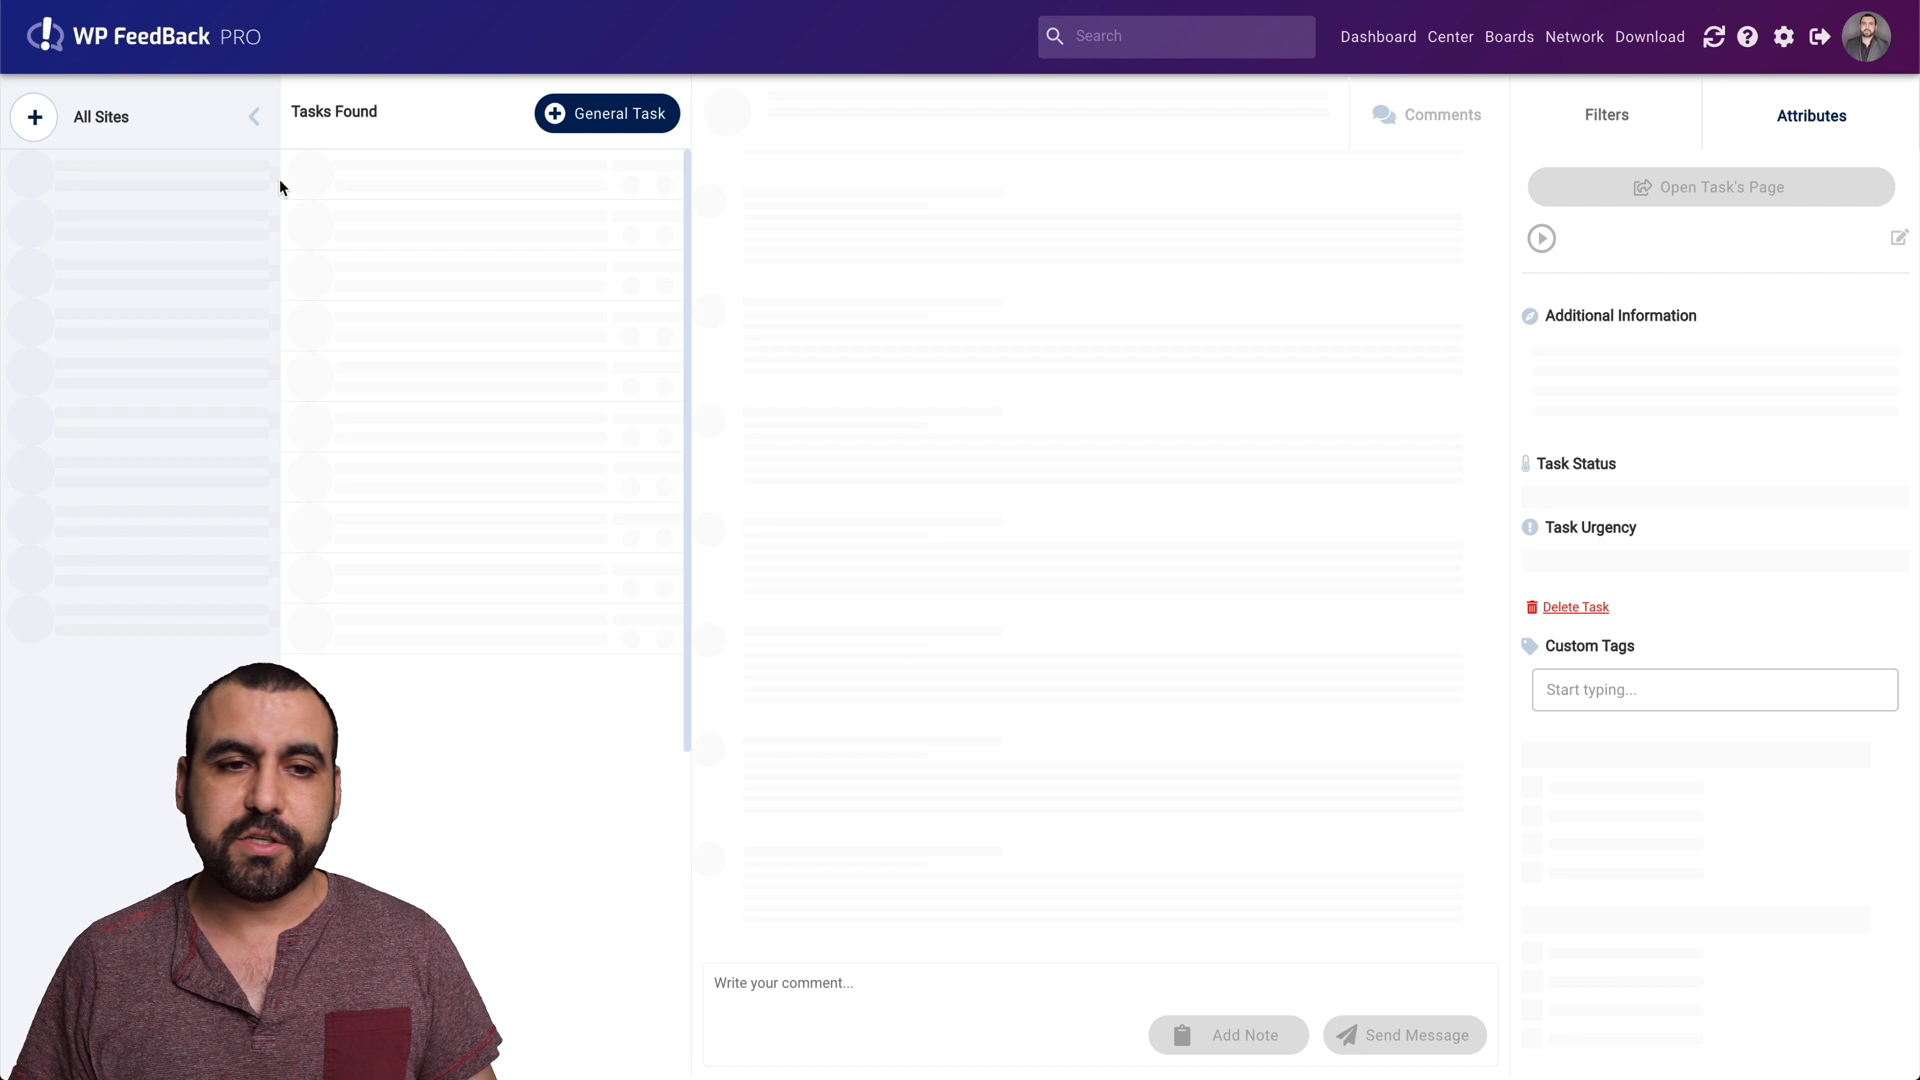 WP FeedBack PRO
Search
Dashboard Center Boards Network Download
All Sites
Tasks Found
General Task
Comments
Filters
Attributes
Open Task's Page
Additional Information
Task Status
Task Urgency
Delete Task
Custom Tags
Start typing...
Write your comment...
Add Note
Send Message